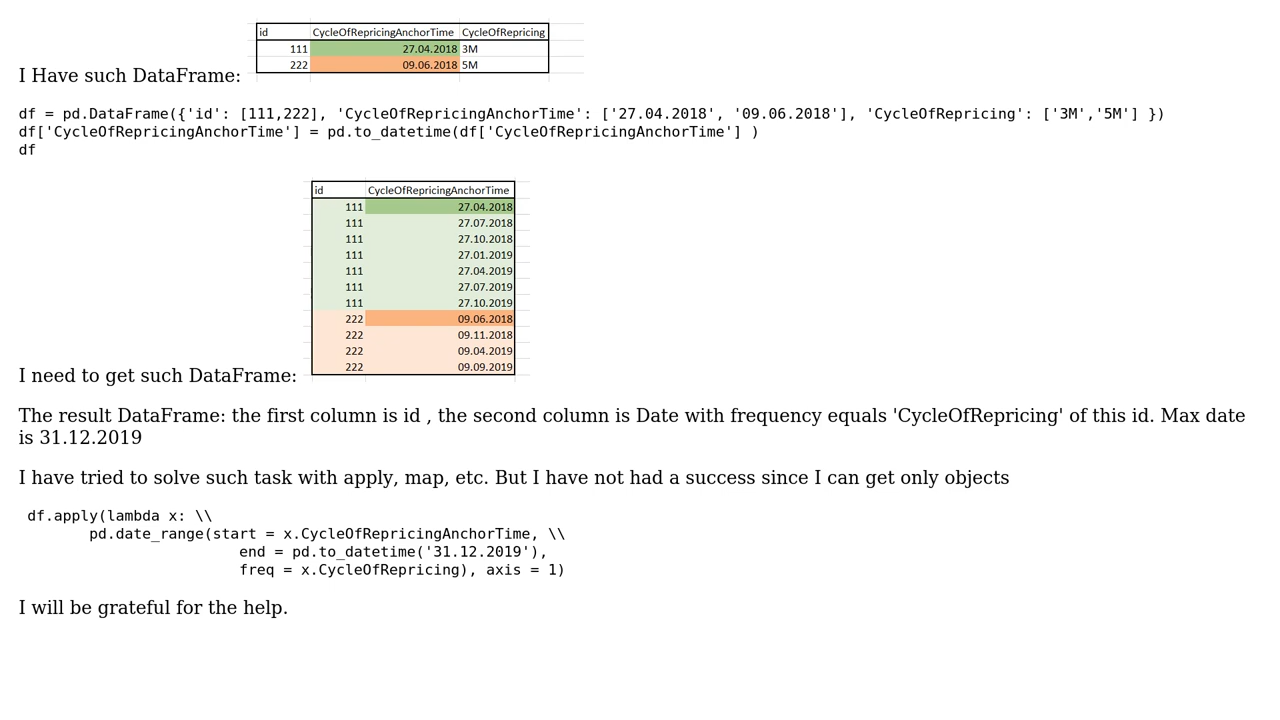 id CycleOfRepricingAnchorTime CycleOfRepricing
111 27.04.2018 3M
222 09.06.2018 5M
I Have such DataFrame:
df = pd.DataFrame({'id': [111,222], 'CycleOfRepricingAnchorTime': ['27.04.2018', '09.06.2018'], 'CycleOfRepricing': ['3M','5M'] })
df['CycleOfRepricingAnchorTime'] = pd.to_datetime(df['CycleOfRepricingAnchorTime'] )
df
id CycleOfRepricingAnchorTime
111 27.04.2018
111 27.07.2018
111 27.10.2018
111 27.01.2019
111 27.04.2019
111 27.07.2019
111 27.10.2019
222 09.06.2018
222 09.11.2018
222 09.04.2019
222 09.09.2019
I need to get such DataFrame:
The result DataFrame: the first column is id , the second column is Date with frequency equals 'CycleOfRepricing' of this id. Max date
is 31.12.2019
I have tried to solve such task with apply, map, etc. But I have not had a success since I can get only objects
df.apply(lambda x: \\
pd.date_range(start = x.CycleOfRepricingAnchorTime, \\
end = pd.to_datetime('31.12.2019'),
freq = x.CycleOfRepricing), axis = 1)
I will be grateful for the help.